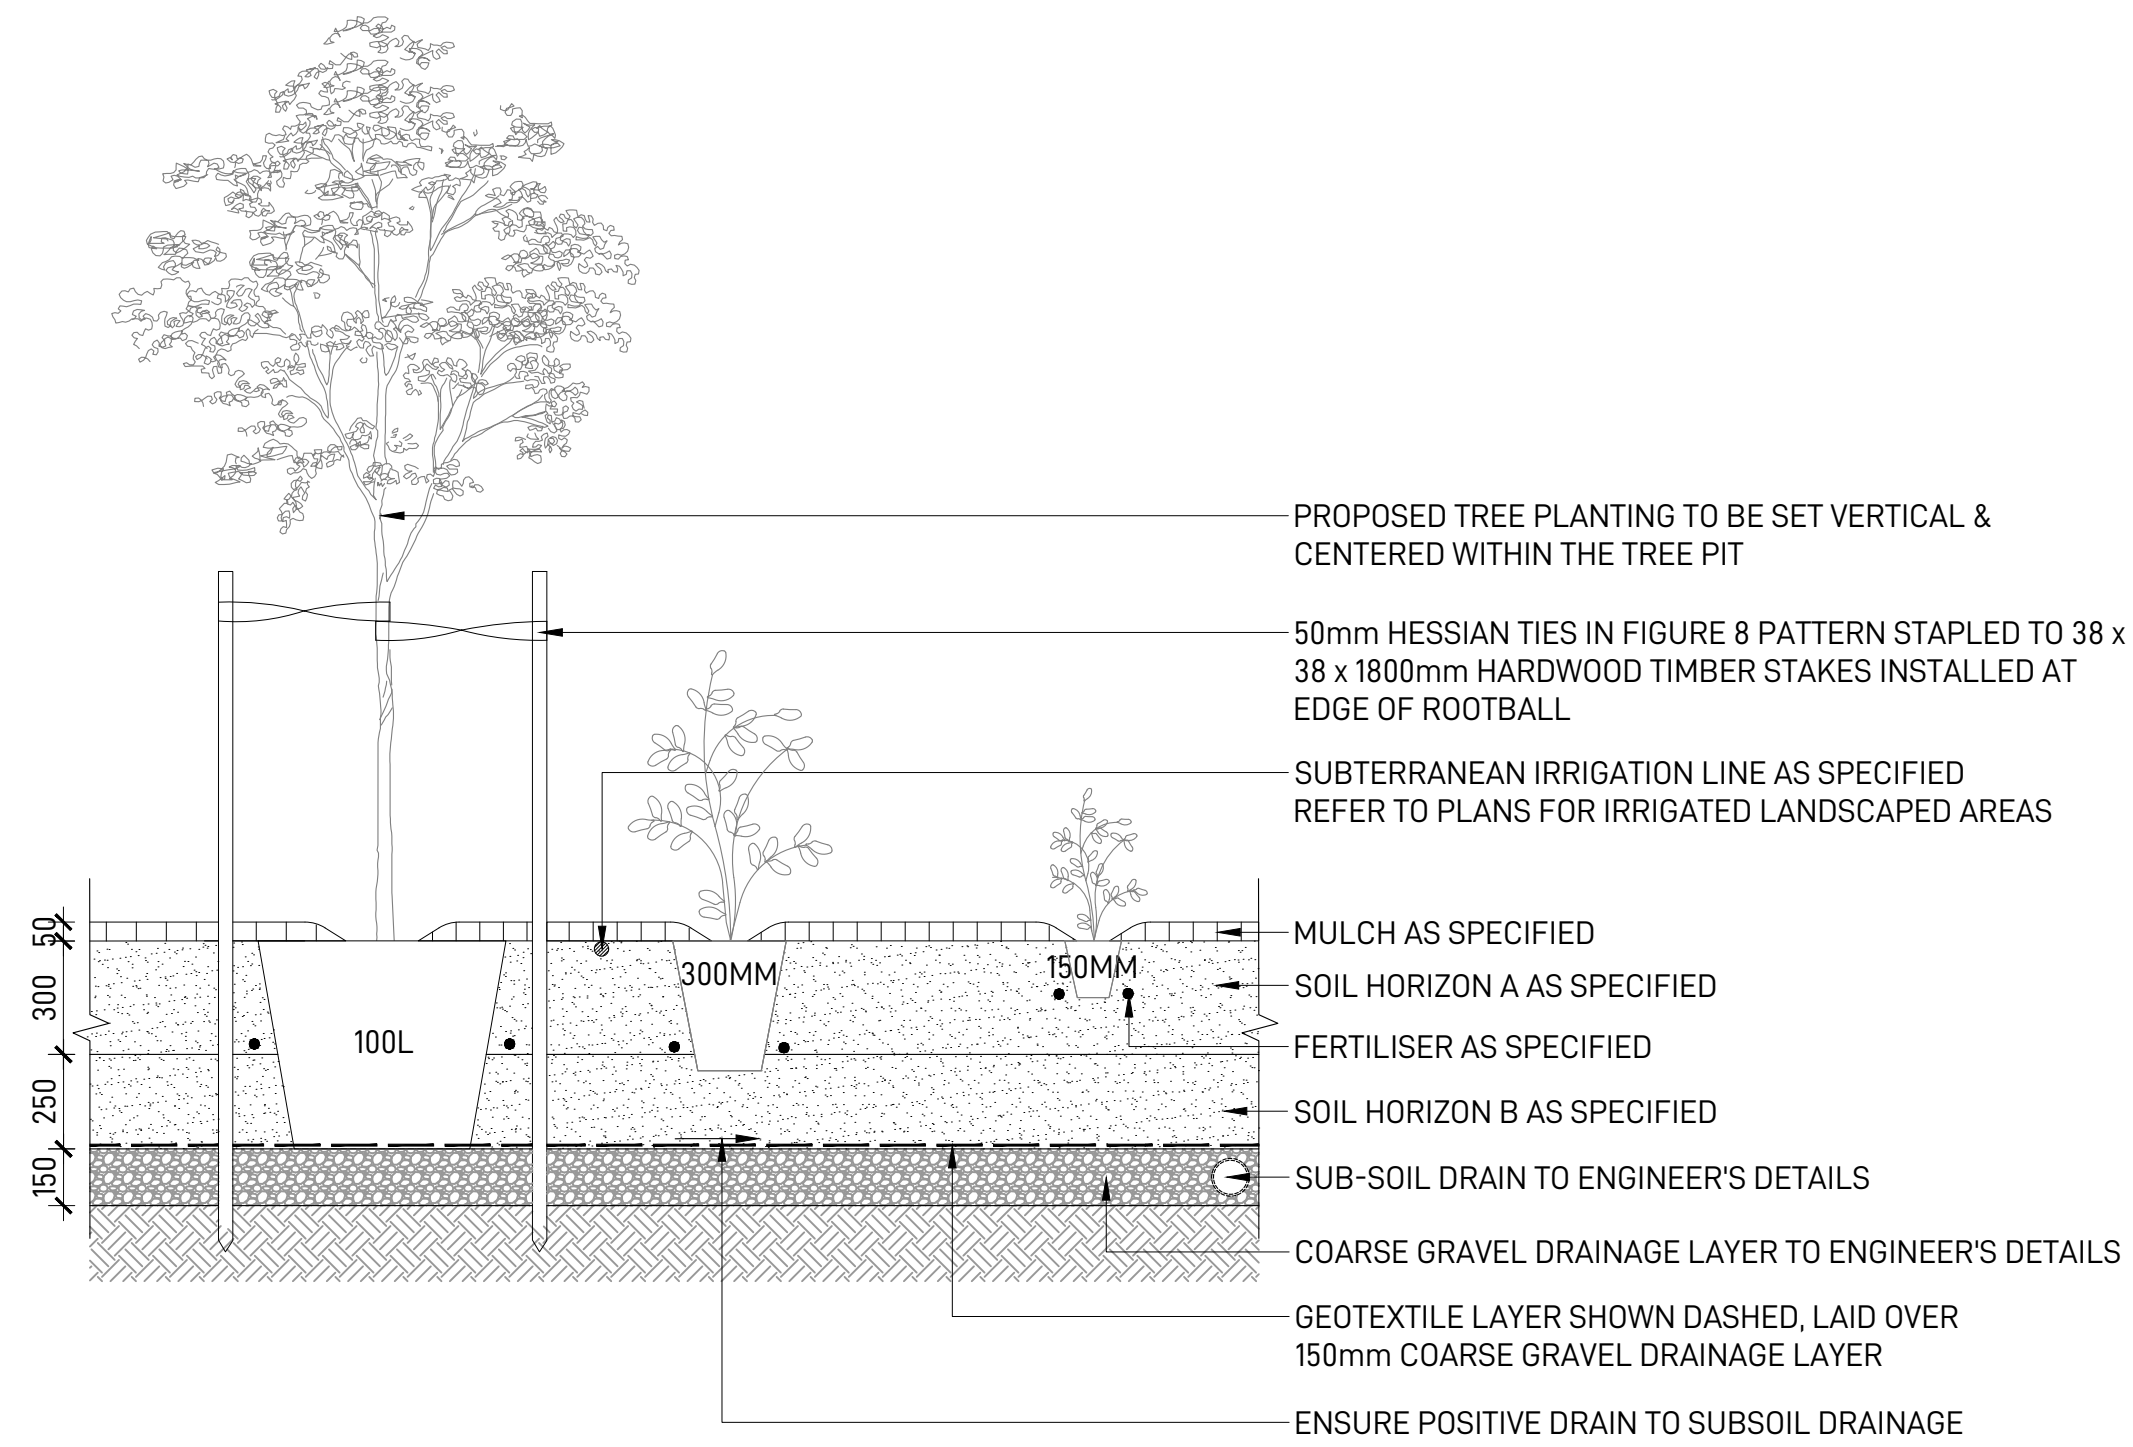 PROPOSED TREE PLANTING TO BE SET VERTICAL &
CENTERED WITHIN THE TREE PIT
50mm HESSIAN TIES IN FIGURE 8 PATTERN STAPLED TO 38 x
38 x 1800mm HARDWOOD TIMBER STAKES INSTALLED AT
EDGE OF ROOTBALL
SUBTERRANEAN IRRIGATION LINE AS SPECIFIED
REFER TO PLANS FOR IRRIGATED LANDSCAPED AREAS
50
300
250
150
100L
300MM
150MM
MULCH AS SPECIFIED
SOIL HORIZON A AS SPECIFIED
FERTILISER AS SPECIFIED
SOIL HORIZON B AS SPECIFIED
SUB-SOIL DRAIN TO ENGINEER'S DETAILS
COARSE GRAVEL DRAINAGE LAYER TO ENGINEER'S DETAILS
GEOTEXTILE LAYER SHOWN DASHED, LAID OVER
150mm COARSE GRAVEL DRAINAGE LAYER
ENSURE POSITIVE DRAIN TO SUBSOIL DRAINAGE